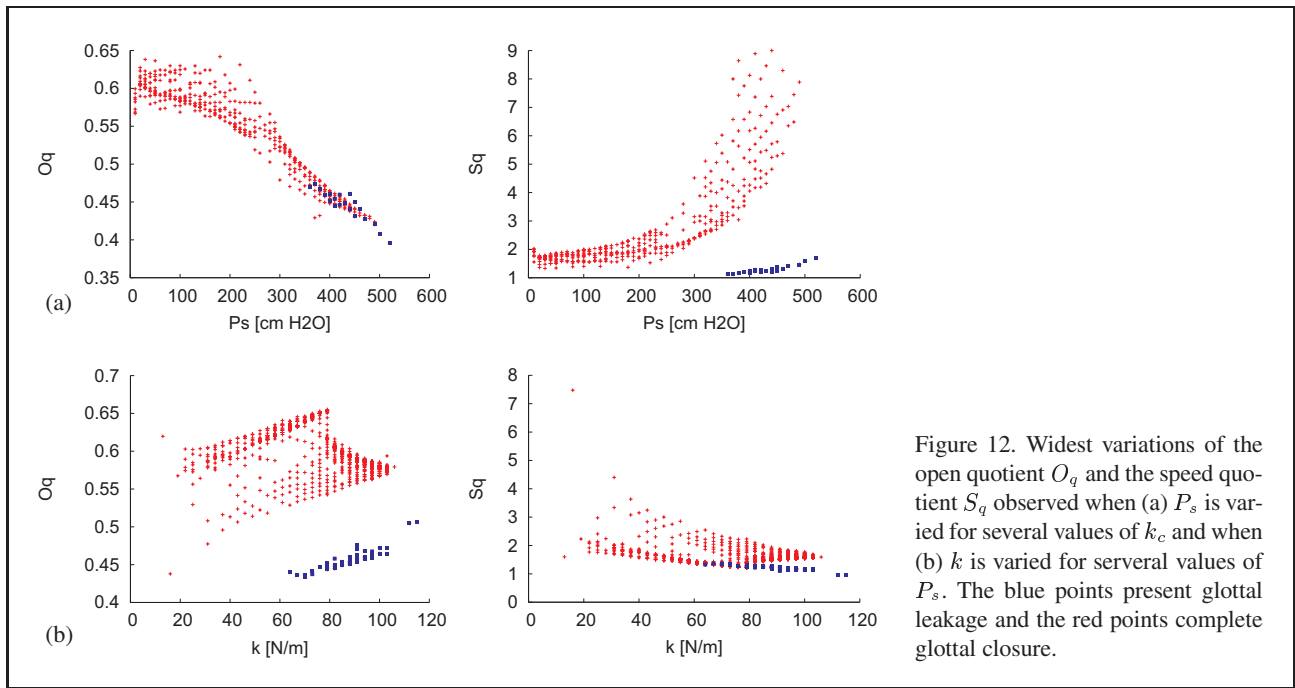 0.65
0.6
0.55
0.5
0.45
0.4
0.35
Oq
0 100 200 300 400 500 600
Ps [cm H2O]
(a)
9
8
7
6
5
4
3
2
1
Sq
0 100 200 300 400 500 600
Ps [cm H2O]
0.7
0.65
0.6
0.55
0.5
0.45
0.4
Oq
0 20 40 60 80 100 120
k [N/m]
(b)
8
7
6
5
4
3
2
1
0
Sq
0 20 40 60 80 100 120
k [N/m]
Figure 12. Widest variations of the
open quotient O_q and the speed quo-
tient S_q observed when (a) P_s is var-
ied for several values of k_c and when
(b) k is varied for serveral values of
P_s. The blue points present glottal
leakage and the red points complete
glottal closure.